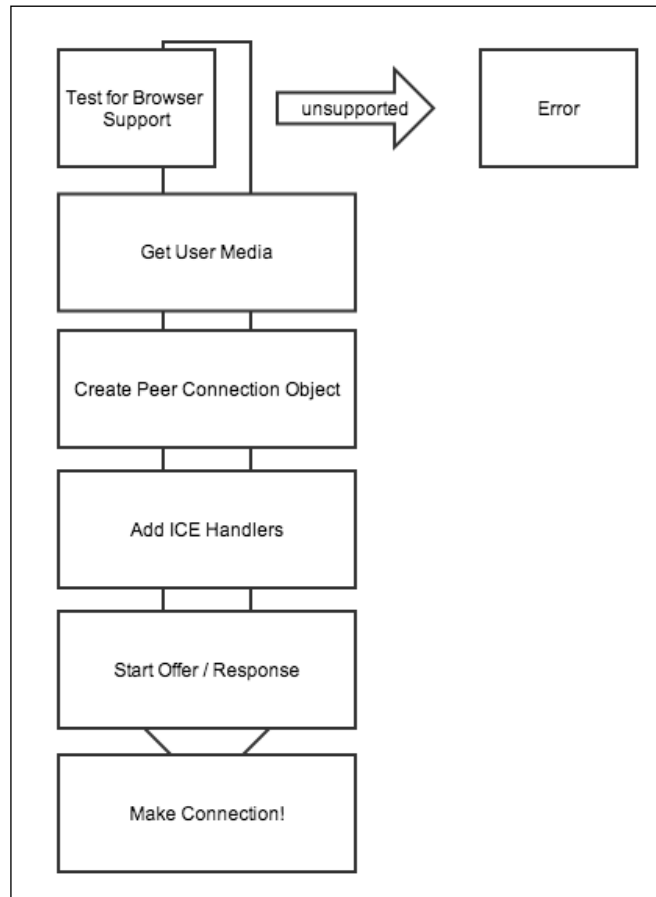 Test for Browser
Support
unsupported
Error
Get User Media
Create Peer Connection Object
Add ICE Handlers
Start Offer / Response
Make Connection!